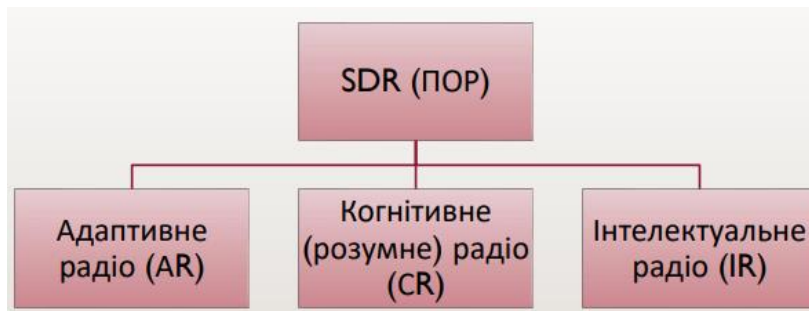 SDR (ПОР)
Адаптивне
радіо (AR)
Когнітивне
(розумне) радіо
(CR)
Інтелектуальне
радіо (IR)